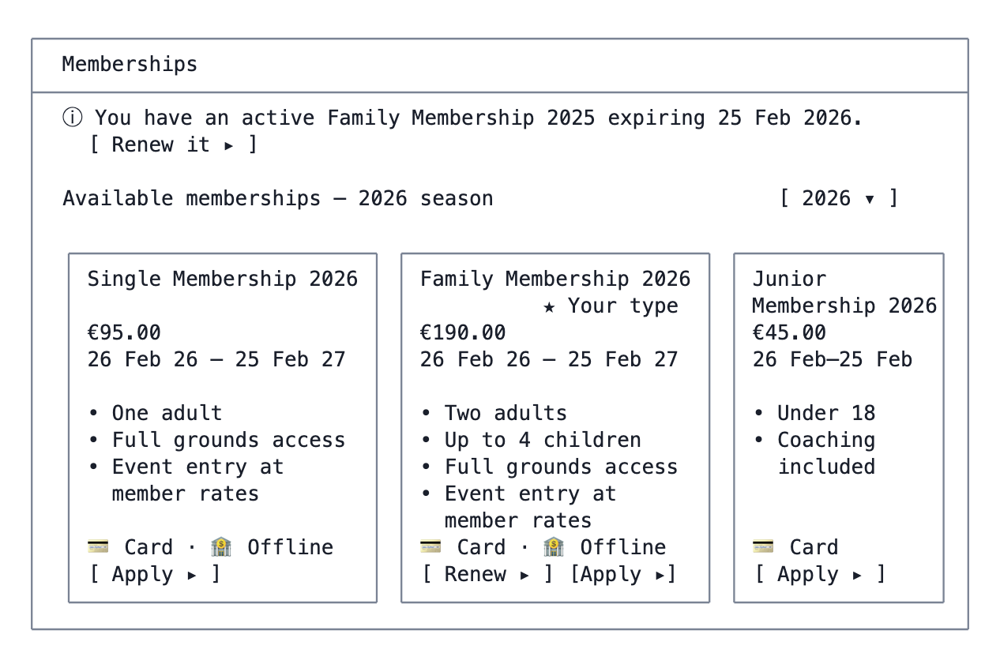 Memberships
ⓘ You have an active Family Membership 2025 expiring 25 Feb 2026.
[ Renew it ▸ ]
Available memberships — 2026 season [ 2026 ▾ ]
Single Membership 2026
€95.00
26 Feb 26 – 25 Feb 27
• One adult
• Full grounds access
• Event entry at
member rates
💳 Card · 🏦 Offline
[ Apply ▸ ]
Family Membership 2026
★ Your type
€190.00
26 Feb 26 – 25 Feb 27
• Two adults
• Up to 4 children
• Full grounds access
• Event entry at
member rates
💳 Card · 🏦 Offline
[ Renew ▸ ] [Apply ▸]
Junior
Membership 2026
€45.00
26 Feb–25 Feb
• Under 18
• Coaching
included
💳 Card
[ Apply ▸ ]